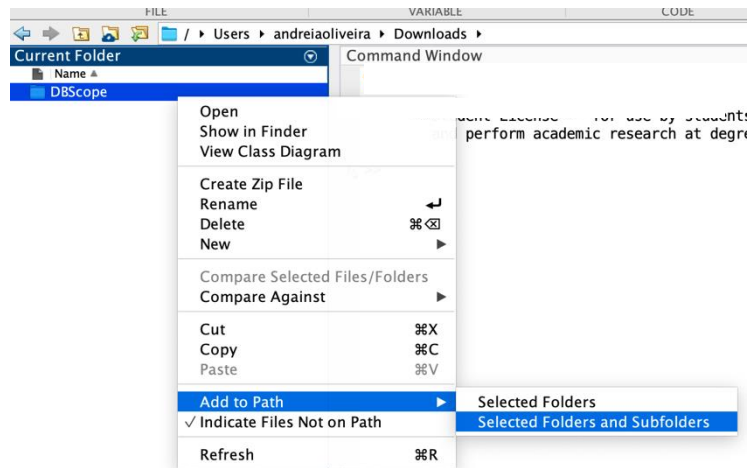 FILE VARIABLE CODE
/ ▸ Users ▸ andreiaoliveira ▸ Downloads ▸
Current Folder
Command Window
Name ▲
DBScope
Open
Show in Finder
View Class Diagram
Student License for use by students
perform academic research at degre
Create Zip File
Rename
Delete ⌘⌫
New ▶
Compare Selected Files/Folders
Compare Against ▶
Cut ⌘X
Copy ⌘C
Paste ⌘V
Add to Path ▶
Selected Folders
Selected Folders and Subfolders
✓ Indicate Files Not on Path
Refresh ⌘R